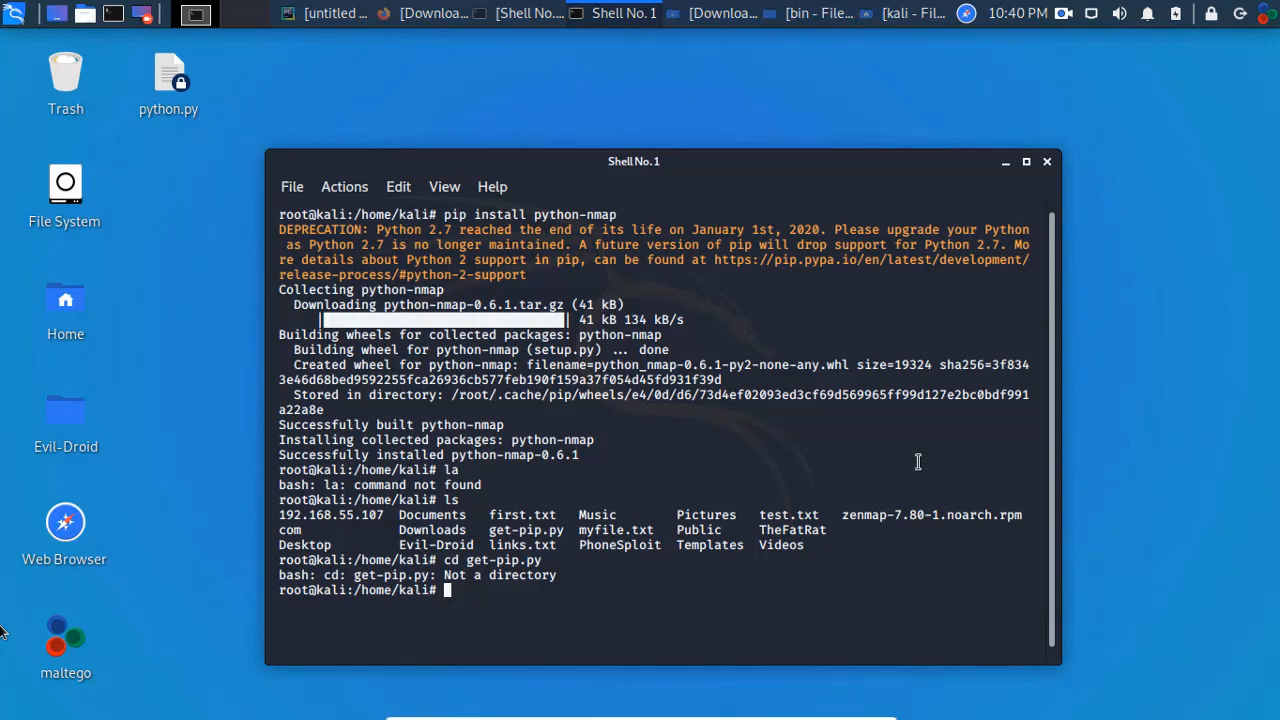 [untitled ...
[Downloa...
[Shell No....
Shell No. 1
[Downloa...
[bin - File...
[kali - Fil...
10:40 PM
Trash
python.py
File System
Home
Evil-Droid
Web Browser
maltego
Shell No. 1
File Actions Edit View Help
root@kali:/home/kali# pip install python-nmap
DEPRECATION: Python 2.7 reached the end of its life on January 1st, 2020. Please upgrade your Python
as Python 2.7 is no longer maintained. A future version of pip will drop support for Python 2.7. Mo
re details about Python 2 support in pip, can be found at https://pip.pypa.io/en/latest/development/
release-process/#python-2-support
Collecting python-nmap
Downloading python-nmap-0.6.1.tar.gz (41 kB)
| | 41 kB 134 kB/s
Building wheels for collected packages: python-nmap
Building wheel for python-nmap (setup.py) ... done
Created wheel for python-nmap: filename=python_nmap-0.6.1-py2-none-any.whl size=19324 sha256=3f834
3e46d68bed9592255fca26936cb577feb190f159a37f054d45fd931f39d
Stored in directory: /root/.cache/pip/wheels/e4/0d/d6/73d4ef02093ed3cf69d569965ff99d127e2bc0bdf991
a22a8e
Successfully built python-nmap
Installing collected packages: python-nmap
Successfully installed python-nmap-0.6.1
root@kali:/home/kali# la
bash: la: command not found
root@kali:/home/kali# ls
192.168.55.107 Documents first.txt Music Pictures test.txt zenmap-7.80-1.noarch.rpm
com Downloads get-pip.py myfile.txt Public TheFatRat
Desktop Evil-Droid links.txt PhoneSploit Templates Videos
root@kali:/home/kali# cd get-pip.py
bash: cd: get-pip.py: Not a directory
root@kali:/home/kali#